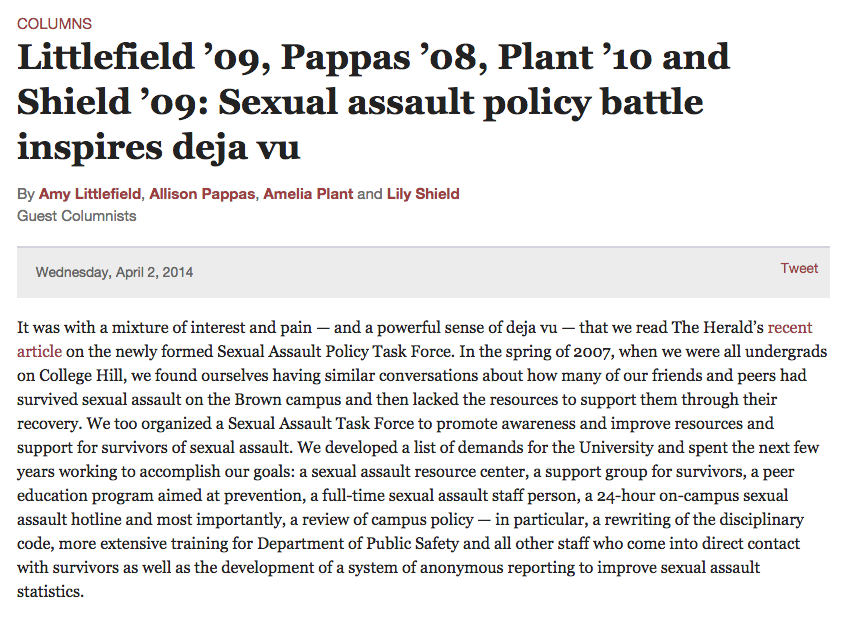 COLUMNS
Littlefield ’09, Pappas ’08, Plant ’10 and
Shield ’09: Sexual assault policy battle
inspires deja vu
By Amy Littlefield, Allison Pappas, Amelia Plant and Lily Shield
Guest Columnists
Wednesday, April 2, 2014
Tweet
It was with a mixture of interest and pain — and a powerful sense of deja vu — that we read The Herald’s recent
article on the newly formed Sexual Assault Policy Task Force. In the spring of 2007, when we were all undergrads
on College Hill, we found ourselves having similar conversations about how many of our friends and peers had
survived sexual assault on the Brown campus and then lacked the resources to support them through their
recovery. We too organized a Sexual Assault Task Force to promote awareness and improve resources and
support for survivors of sexual assault. We developed a list of demands for the University and spent the next few
years working to accomplish our goals: a sexual assault resource center, a support group for survivors, a peer
education program aimed at prevention, a full-time sexual assault staff person, a 24-hour on-campus sexual
assault hotline and most importantly, a review of campus policy — in particular, a rewriting of the disciplinary
code, more extensive training for Department of Public Safety and all other staff who come into direct contact
with survivors as well as the development of a system of anonymous reporting to improve sexual assault
statistics.